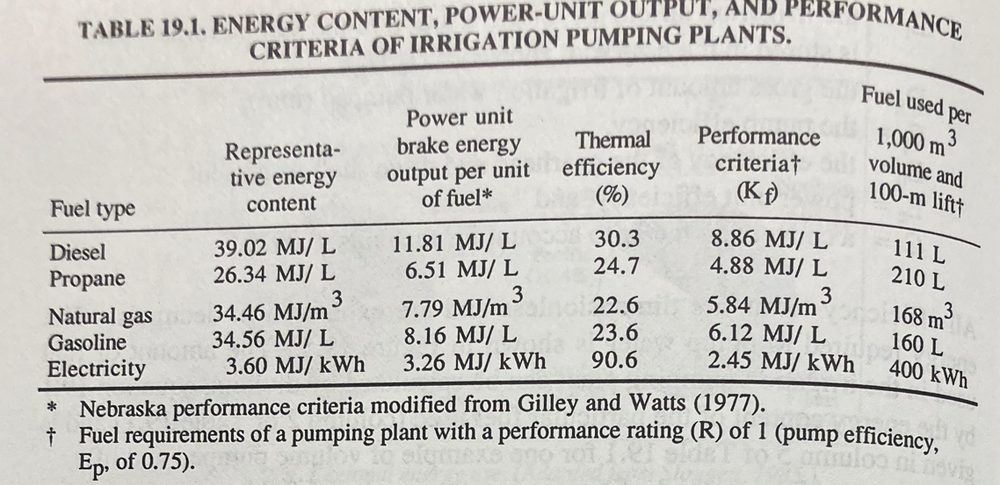 TABLE 19.1. ENERGY CONTENT, POWER-UNIT OUTPUT, AND PERFORMANCE
CRITERIA OF IRRIGATION PUMPING PLANTS.
Fuel type
Representa-
tive energy
content
Power unit
brake energy
output per unit
of fuel*
Thermal
efficiency
(%)
Performance
criteria†
(Kf)
Fuel used per
1,000 m³
volume and
100-m lift†
Diesel 39.02 MJ/ L 11.81 MJ/ L 30.3 8.86 MJ/ L 111 L
Propane 26.34 MJ/ L 6.51 MJ/ L 24.7 4.88 MJ/ L 210 L
Natural gas 34.46 MJ/m³ 7.79 MJ/m³ 22.6 5.84 MJ/m³ 168 m³
Gasoline 34.56 MJ/ L 8.16 MJ/ L 23.6 6.12 MJ/ L 160 L
Electricity 3.60 MJ/ kWh 3.26 MJ/ kWh 90.6 2.45 MJ/ kWh 400 kWh
* Nebraska performance criteria modified from Gilley and Watts (1977).
† Fuel requirements of a pumping plant with a performance rating (R) of 1 (pump efficiency,
Ep, of 0.75).